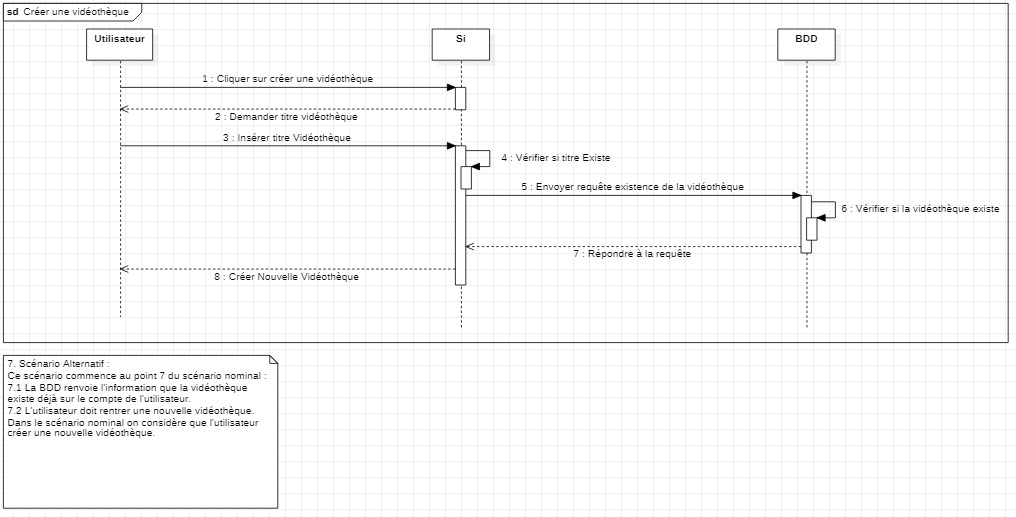 sd Créer une vidéothèque
Utilisateur
Si
BDD
1 : Cliquer sur créer une vidéothèque
2 : Demander titre vidéothèque
3 : Insérer titre Vidéothèque
4 : Vérifier si titre Existe
5 : Envoyer requête existence de la vidéothèque
6 : Vérifier si la vidéothèque existe
7 : Répondre à la requête
8 : Créer Nouvelle Vidéothèque
7. Scénario Alternatif :
Ce scénario commence au point 7 du scénario nominal :
7.1 La BDD renvoie l'information que la vidéothèque
existe déjà sur le compte de l'utilisateur.
7.2 L'utilisateur doit rentrer une nouvelle vidéothèque.
Dans le scénario nominal on considère que l'utilisateur
créer une nouvelle vidéothèque.